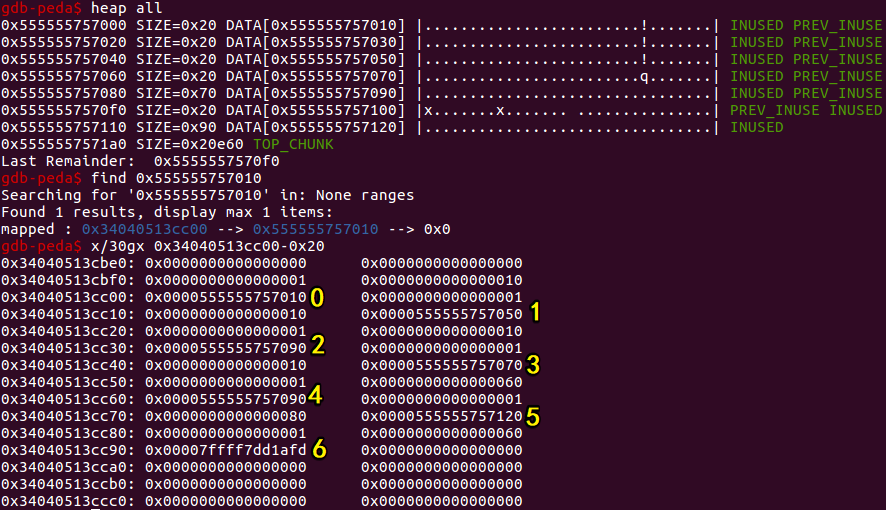 gdb-peda$ heap all
0x555555757000 SIZE=0x20 DATA[0x555555757010] |.........................!.......| INUSED PREV_INUSE
0x555555757020 SIZE=0x20 DATA[0x555555757030] |.........................!.......| INUSED PREV_INUSE
0x555555757040 SIZE=0x20 DATA[0x555555757050] |.........................!.......| INUSED PREV_INUSE
0x555555757060 SIZE=0x20 DATA[0x555555757070] |.........................q.......| INUSED PREV_INUSE
0x555555757080 SIZE=0x70 DATA[0x555555757090] |.................................| INUSED PREV_INUSE
0x5555557570f0 SIZE=0x20 DATA[0x555555757100] |x.......x....... ................| PREV_INUSE INUSED
0x555555757110 SIZE=0x90 DATA[0x555555757120] |.................................| INUSED
0x5555557571a0 SIZE=0x20e60 TOP_CHUNK
Last Remainder:  0x5555557570f0
gdb-peda$ find 0x555555757010
Searching for '0x555555757010' in: None ranges
Found 1 results, display max 1 items:
mapped : 0x34040513cc00 --> 0x555555757010 --> 0x0
gdb-peda$ x/30gx 0x34040513cc00-0x20
0x34040513cbe0: 0x0000000000000000 0x0000000000000000
0x34040513cbf0: 0x0000000000000001 0x0000000000000010
0x34040513cc00: 0x0000555555757010 0 0x0000000000000001
0x34040513cc10: 0x0000000000000010 0x0000555555757050 1
0x34040513cc20: 0x0000000000000001 0x0000000000000010
0x34040513cc30: 0x0000555555757090 2 0x0000000000000001
0x34040513cc40: 0x0000000000000010 0x0000555555757070 3
0x34040513cc50: 0x0000000000000001 0x0000000000000060
0x34040513cc60: 0x0000555555757090 4 0x0000000000000001
0x34040513cc70: 0x0000000000000080 0x0000555555757120 5
0x34040513cc80: 0x0000000000000001 0x0000000000000060
0x34040513cc90: 0x00007ffff7dd1afd 6 0x0000000000000000
0x34040513cca0: 0x0000000000000000 0x0000000000000000
0x34040513ccb0: 0x0000000000000000 0x0000000000000000
0x34040513ccc0: 0x0000000000000000 0x0000000000000000